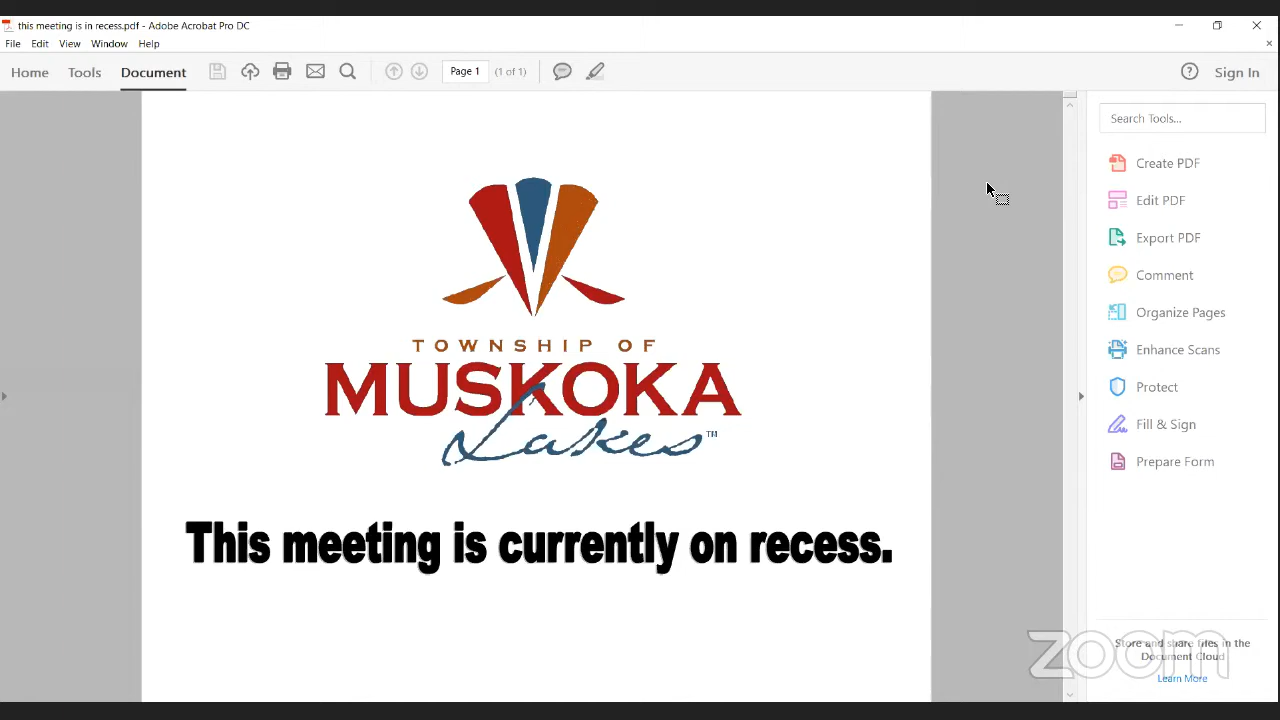 this meeting is in recess.pdf - Adobe Acrobat Pro DC
File Edit View Window Help
Home Tools Document Page 1 (1 of 1) Sign In
Search Tools...
Create PDF
Edit PDF
Export PDF
Comment
Organize Pages
Enhance Scans
Protect
Fill & Sign
Prepare Form
TOWNSHIP OF
MUSKOKA
Lakes™
This meeting is currently on recess.
Store and share files in the
Document Cloud
Learn More
zoom